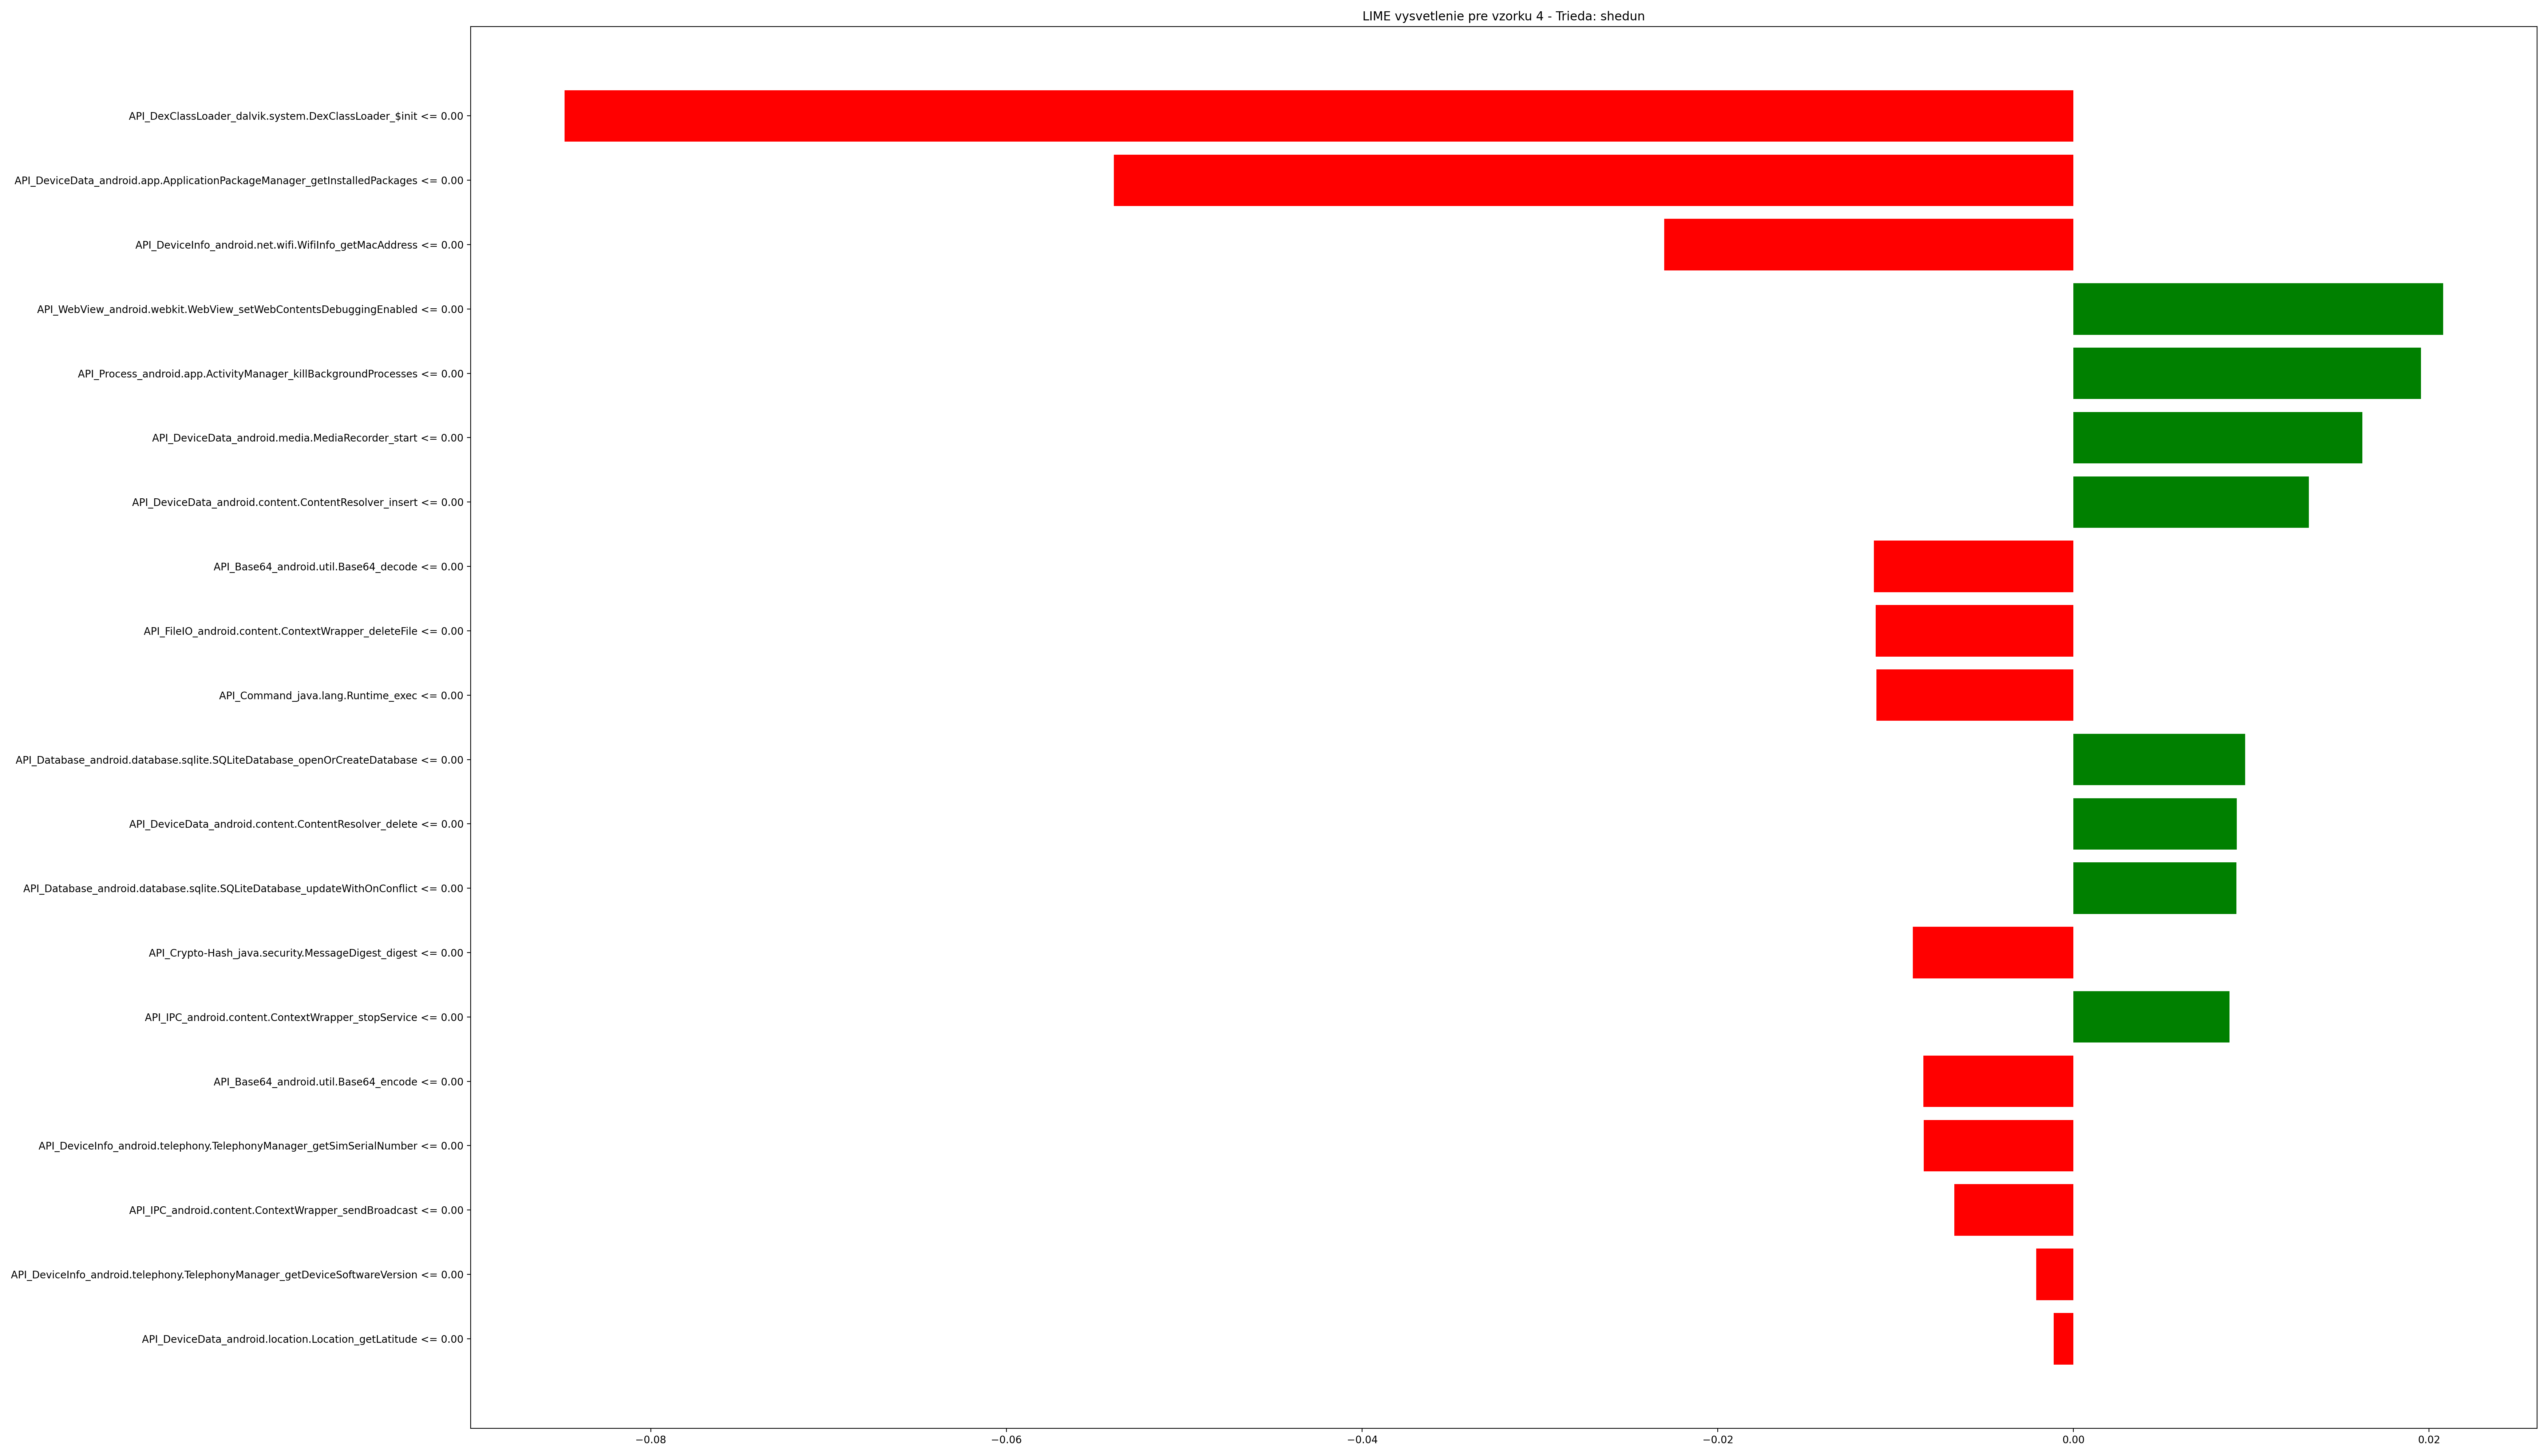 LIME vysvetlenie pre vzorku 4 - Trieda: shedun
API_DexClassLoader_dalvik.system.DexClassLoader_$init <= 0.00
API_DeviceData_android.app.ApplicationPackageManager_getInstalledPackages <= 0.00
API_DeviceInfo_android.net.wifi.WifiInfo_getMacAddress <= 0.00
API_WebView_android.webkit.WebView_setWebContentsDebuggingEnabled <= 0.00
API_Process_android.app.ActivityManager_killBackgroundProcesses <= 0.00
API_DeviceData_android.media.MediaRecorder_start <= 0.00
API_DeviceData_android.content.ContentResolver_insert <= 0.00
API_Base64_android.util.Base64_decode <= 0.00
API_FileIO_android.content.ContextWrapper_deleteFile <= 0.00
API_Command_java.lang.Runtime_exec <= 0.00
API_Database_android.database.sqlite.SQLiteDatabase_openOrCreateDatabase <= 0.00
API_DeviceData_android.content.ContentResolver_delete <= 0.00
API_Database_android.database.sqlite.SQLiteDatabase_updateWithOnConflict <= 0.00
API_Crypto-Hash_java.security.MessageDigest_digest <= 0.00
API_IPC_android.content.ContextWrapper_stopService <= 0.00
API_Base64_android.util.Base64_encode <= 0.00
API_DeviceInfo_android.telephony.TelephonyManager_getSimSerialNumber <= 0.00
API_IPC_android.content.ContextWrapper_sendBroadcast <= 0.00
API_DeviceInfo_android.telephony.TelephonyManager_getDeviceSoftwareVersion <= 0.00
API_DeviceData_android.location.Location_getLatitude <= 0.00
−0.08 −0.06 −0.04 −0.02 0.00 0.02